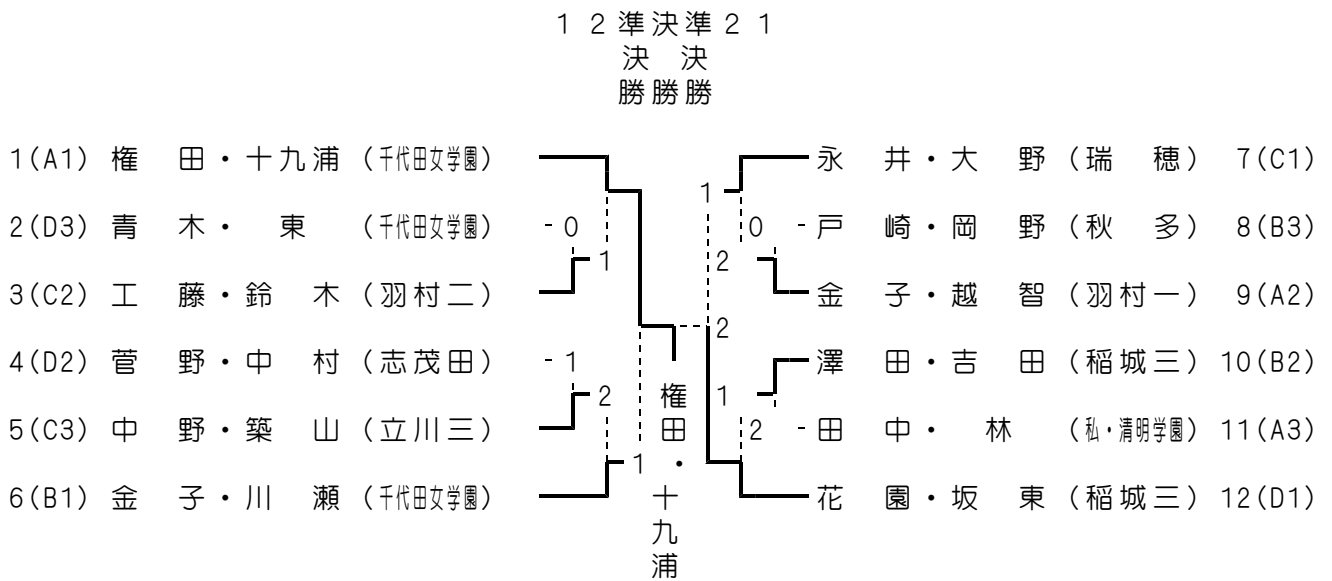 1 2 準決勝 決勝 準決勝 2 1
1(A1) 権 田・十九浦 (千代田女学園) 永 井・大 野 (瑞 穂) 7(C1)
1
2(D3) 青 木・ 東 (千代田女学園) 0 0 戸 崎・岡 野 (秋 多) 8(B3)
1 2
3(C2) 工 藤・鈴 木 (羽村二) 金 子・越 智 (羽村一) 9(A2)
2
4(D2) 菅 野・中 村 (志茂田) 1 澤 田・吉 田 (稲城三) 10(B2)
2 1
5(C3) 中 野・築 山 (立川三) 2 田 中・ 林 (私・清明学園) 11(A3)
1
6(B1) 金 子・川 瀬 (千代田女学園) 花 園・坂 東 (稲城三) 12(D1)
権田・十九浦